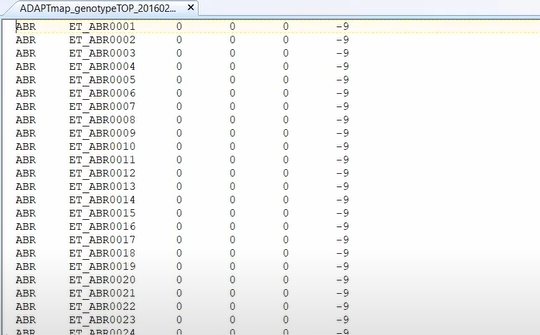 ADAPTmap_genotypeTOP_201602...
ABR ET_ABR0001 0 0 0 -9
ABR ET_ABR0002 0 0 0 -9
ABR ET_ABR0003 0 0 0 -9
ABR ET_ABR0004 0 0 0 -9
ABR ET_ABR0005 0 0 0 -9
ABR ET_ABR0006 0 0 0 -9
ABR ET_ABR0007 0 0 0 -9
ABR ET_ABR0008 0 0 0 -9
ABR ET_ABR0009 0 0 0 -9
ABR ET_ABR0010 0 0 0 -9
ABR ET_ABR0011 0 0 0 -9
ABR ET_ABR0012 0 0 0 -9
ABR ET_ABR0013 0 0 0 -9
ABR ET_ABR0014 0 0 0 -9
ABR ET_ABR0015 0 0 0 -9
ABR ET_ABR0016 0 0 0 -9
ABR ET_ABR0017 0 0 0 -9
ABR ET_ABR0018 0 0 0 -9
ABR ET_ABR0019 0 0 0 -9
ABR ET_ABR0020 0 0 0 -9
ABR ET_ABR0021 0 0 0 -9
ABR ET_ABR0022 0 0 0 -9
ABR ET_ABR0023 0 0 0 -9
ABR ET_ABR0024 0 0 0 -9